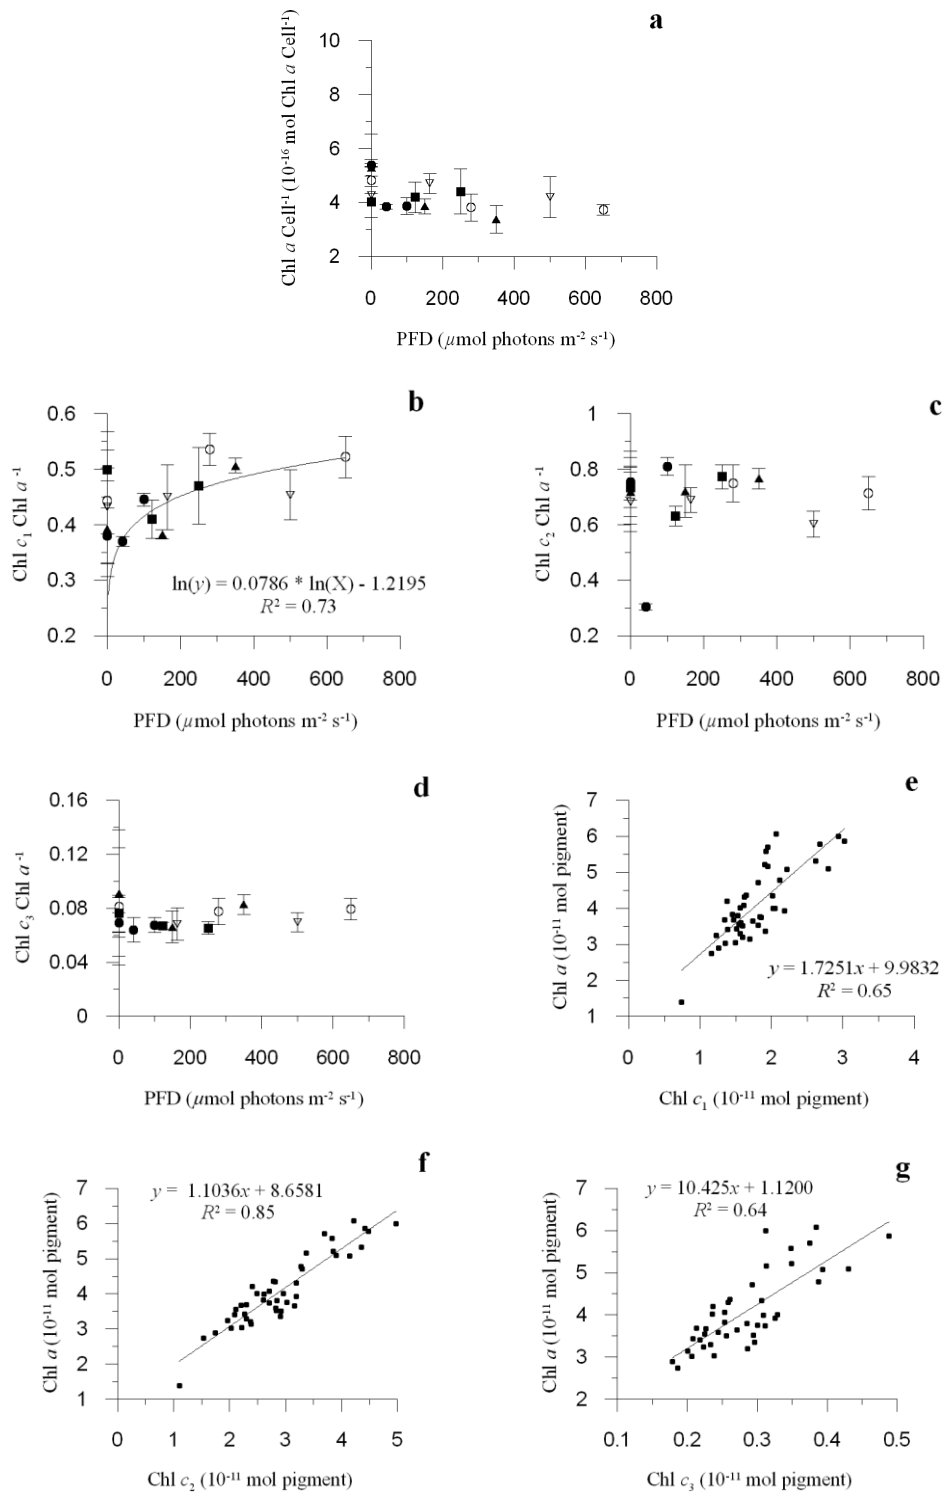 a
Chl a Cell⁻¹ (10⁻¹⁶ mol Chl a Cell⁻¹)
10
8
6
4
2
0 200 400 600 800
PFD (µmol photons m⁻² s⁻¹)
b
Chl c₁ Chl a⁻¹
0.6
0.5
0.4
0.3
0.2
ln(y) = 0.0786 * ln(X) - 1.2195
R² = 0.73
0 200 400 600 800
PFD (µmol photons m⁻² s⁻¹)
c
Chl c₂ Chl a⁻¹
1
0.8
0.6
0.4
0.2
0 200 400 600 800
PFD (µmol photons m⁻² s⁻¹)
d
Chl c₃ Chl a⁻¹
0.16
0.12
0.08
0.04
0
0 200 400 600 800
PFD (µmol photons m⁻² s⁻¹)
e
Chl a (10⁻¹¹ mol pigment)
7
6
5
4
3
2
1
y = 1.7251x + 9.9832
R² = 0.65
0 1 2 3 4
Chl c₁ (10⁻¹¹ mol pigment)
f
Chl a (10⁻¹¹ mol pigment)
7
6
5
4
3
2
1
y = 1.1036x + 8.6581
R² = 0.85
0 1 2 3 4 5
Chl c₂ (10⁻¹¹ mol pigment)
g
Chl a (10⁻¹¹ mol pigment)
7
6
5
4
3
2
y = 10.425x + 1.1200
R² = 0.64
0.1 0.2 0.3 0.4 0.5
Chl c₃ (10⁻¹¹ mol pigment)